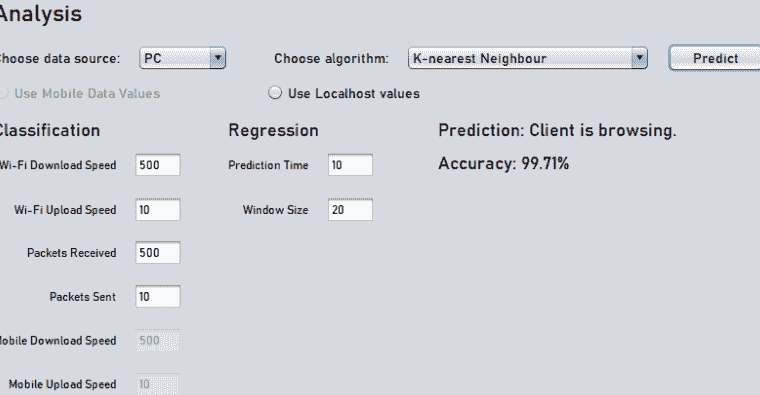 Analysis
Choose data source: PC Choose algorithm: K-nearest Neighbour Predict
Use Mobile Data Values Use Localhost values
Classification Regression Prediction: Client is browsing.
Wi-Fi Download Speed 500 Prediction Time 10 Accuracy: 99.71%
Wi-Fi Upload Speed 10 Window Size 20
Packets Received 500
Packets Sent 10
Mobile Download Speed 500
Mobile Upload Speed 10